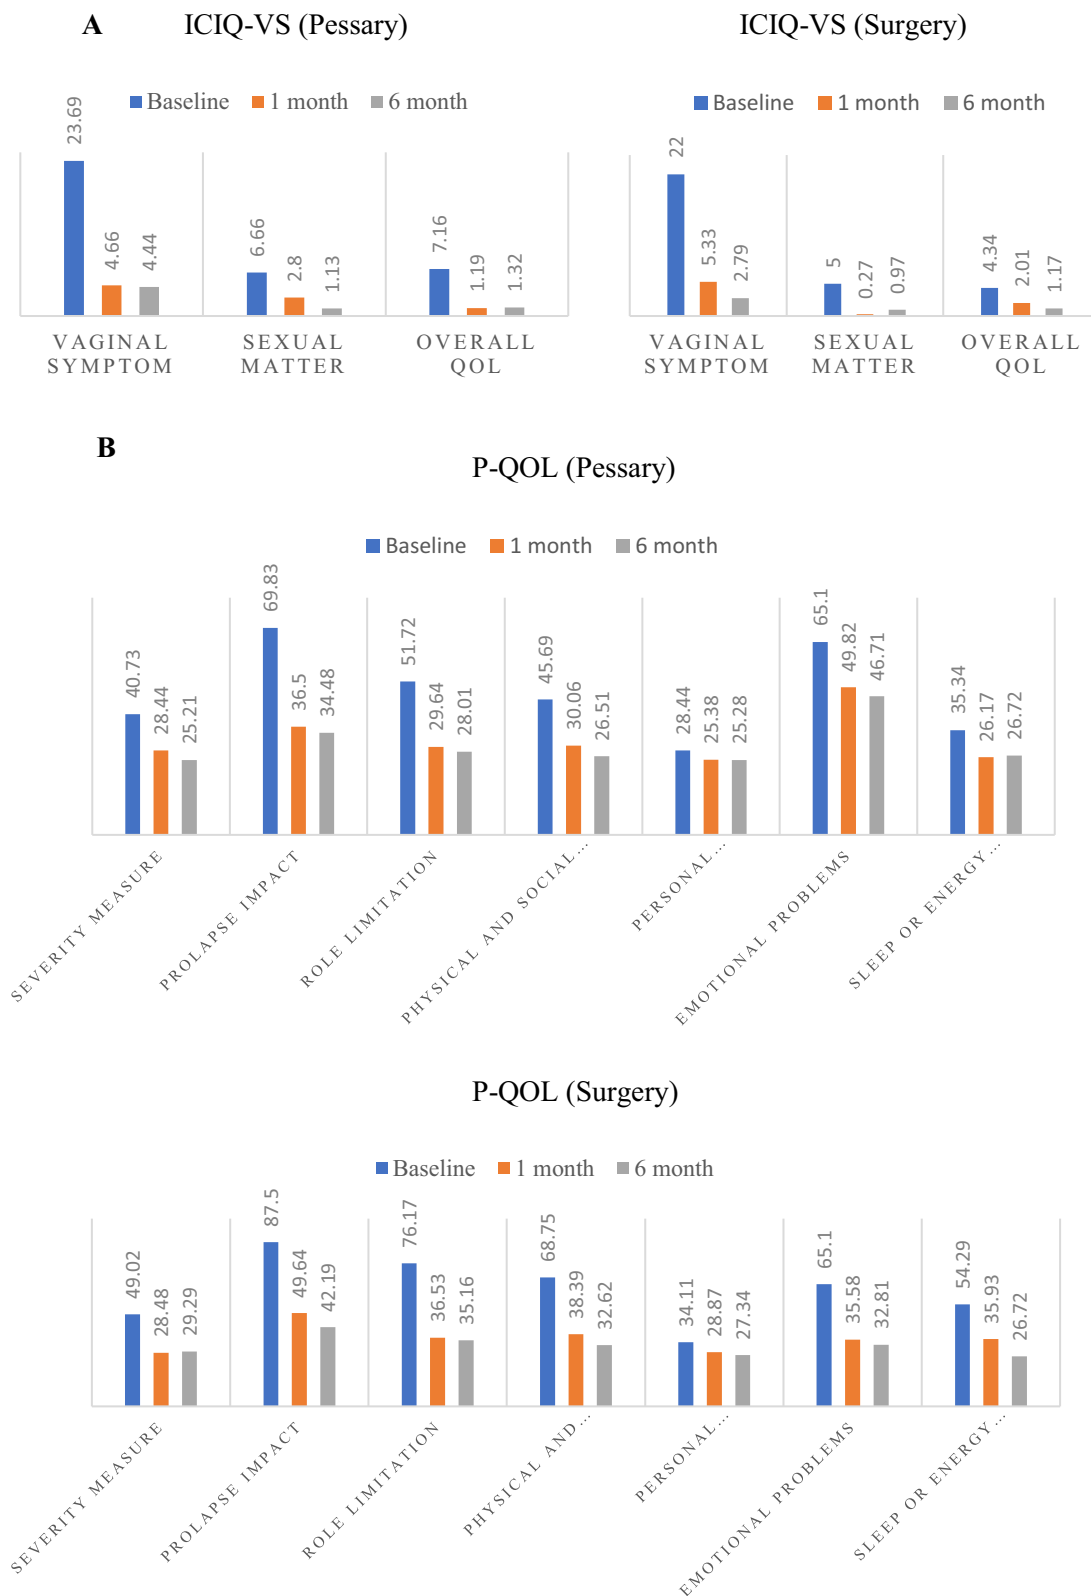 A
ICIQ-VS (Pessary)
Baseline 1 month 6 month
23.69
4.66
4.44
6.66
2.8
1.13
7.16
1.19
1.32
VAGINAL
SYMPTOM
SEXUAL
MATTER
OVERALL
QOL
ICIQ-VS (Surgery)
Baseline 1 month 6 month
22
5.33
2.79
5
0.27
0.97
4.34
2.01
1.17
VAGINAL
SYMPTOM
SEXUAL
MATTER
OVERALL
QOL
B
P-QOL (Pessary)
Baseline 1 month 6 month
40.73
28.44
25.21
69.83
36.5
34.48
51.72
29.64
28.01
45.69
30.06
26.51
28.44
25.38
25.28
65.1
49.82
46.71
35.34
26.17
26.72
SEVERITY MEASURE
PROLAPSE IMPACT
ROLE LIMITATION
PHYSICAL AND SOCIAL...
PERSONAL...
EMOTIONAL PROBLEMS
SLEEP OR ENERGY...
P-QOL (Surgery)
Baseline 1 month 6 month
49.02
28.48
29.29
87.5
49.64
42.19
76.17
36.53
35.16
68.75
38.39
32.62
34.11
28.87
27.34
65.1
35.58
32.81
54.29
35.93
26.72
SEVERITY MEASURE
PROLAPSE IMPACT
ROLE LIMITATION
PHYSICAL AND...
PERSONAL...
EMOTIONAL PROBLEMS
SLEEP OR ENERGY...